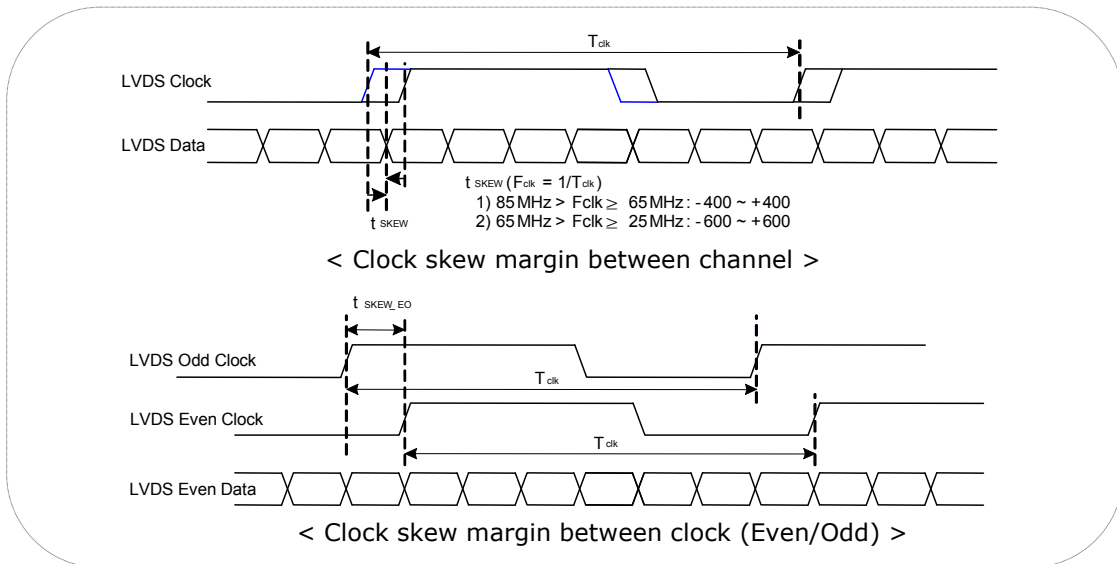 Tclk
LVDS Clock
LVDS Data
t SKEW
t SKEW (Fclk = 1/Tclk)
1) 85MHz > Fclk ≥ 65MHz : -400 ~ +400
2) 65MHz > Fclk ≥ 25MHz : -600 ~ +600
< Clock skew margin between channel >
t SKEW_EO
LVDS Odd Clock
Tclk
LVDS Even Clock
Tclk
LVDS Even Data
< Clock skew margin between clock (Even/Odd) >